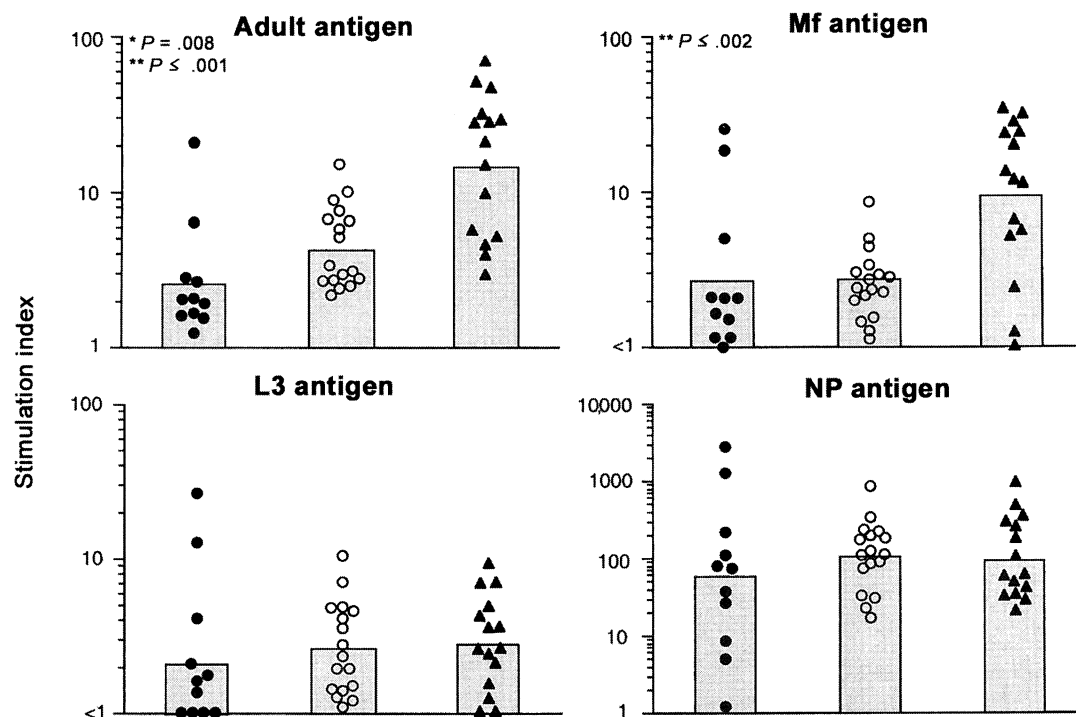 Adult antigen
100
* P = .008
** P ≤ .001
10
1
Mf antigen
100
** P ≤ .002
10
<1
Stimulation index
L3 antigen
100
10
<1
NP antigen
10,000
1000
100
10
1